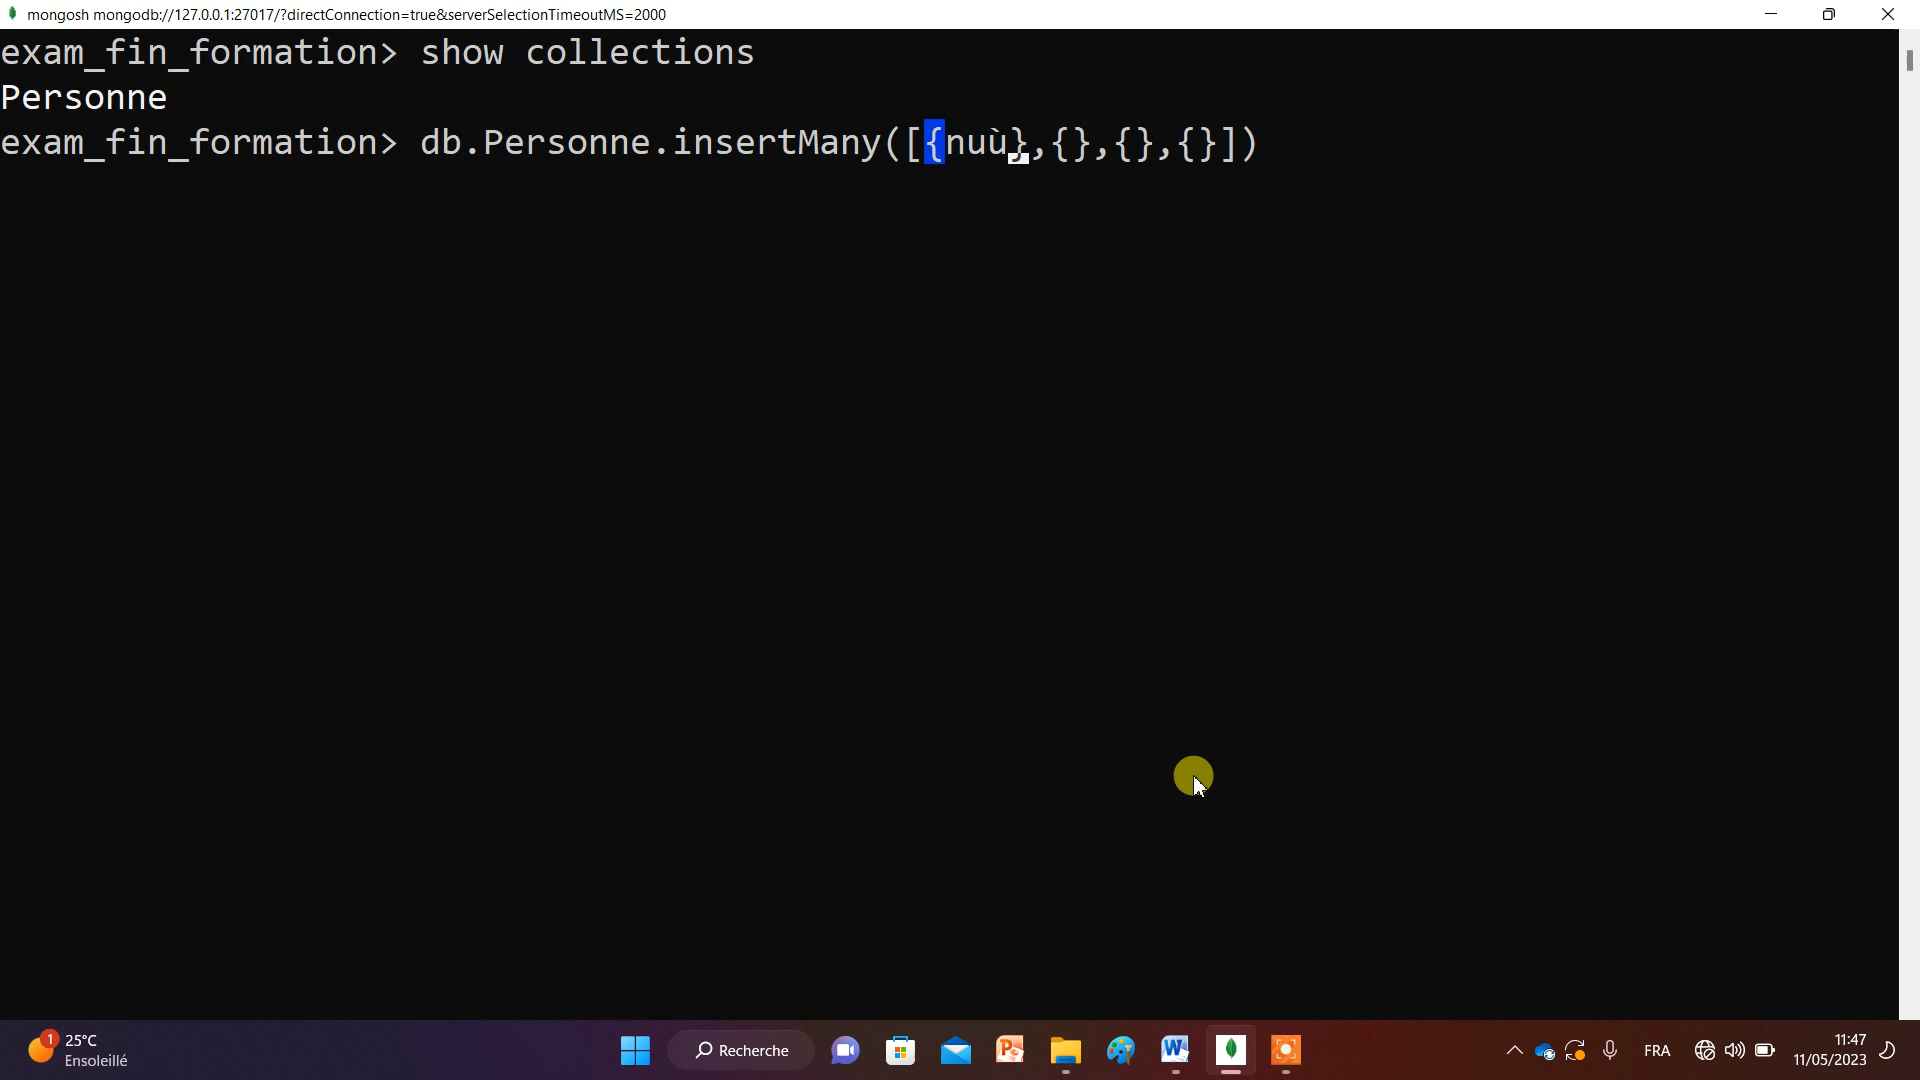 mongosh mongodb://127.0.0.1:27017/?directConnection=true&serverSelectionTimeoutMS=2000
exam_fin_formation> show collections
Personne
exam_fin_formation> db.Personne.insertMany([{nuù},{},{},{}])
1
25°C
Ensoleillé
Recherche
FRA
11:47
11/05/2023